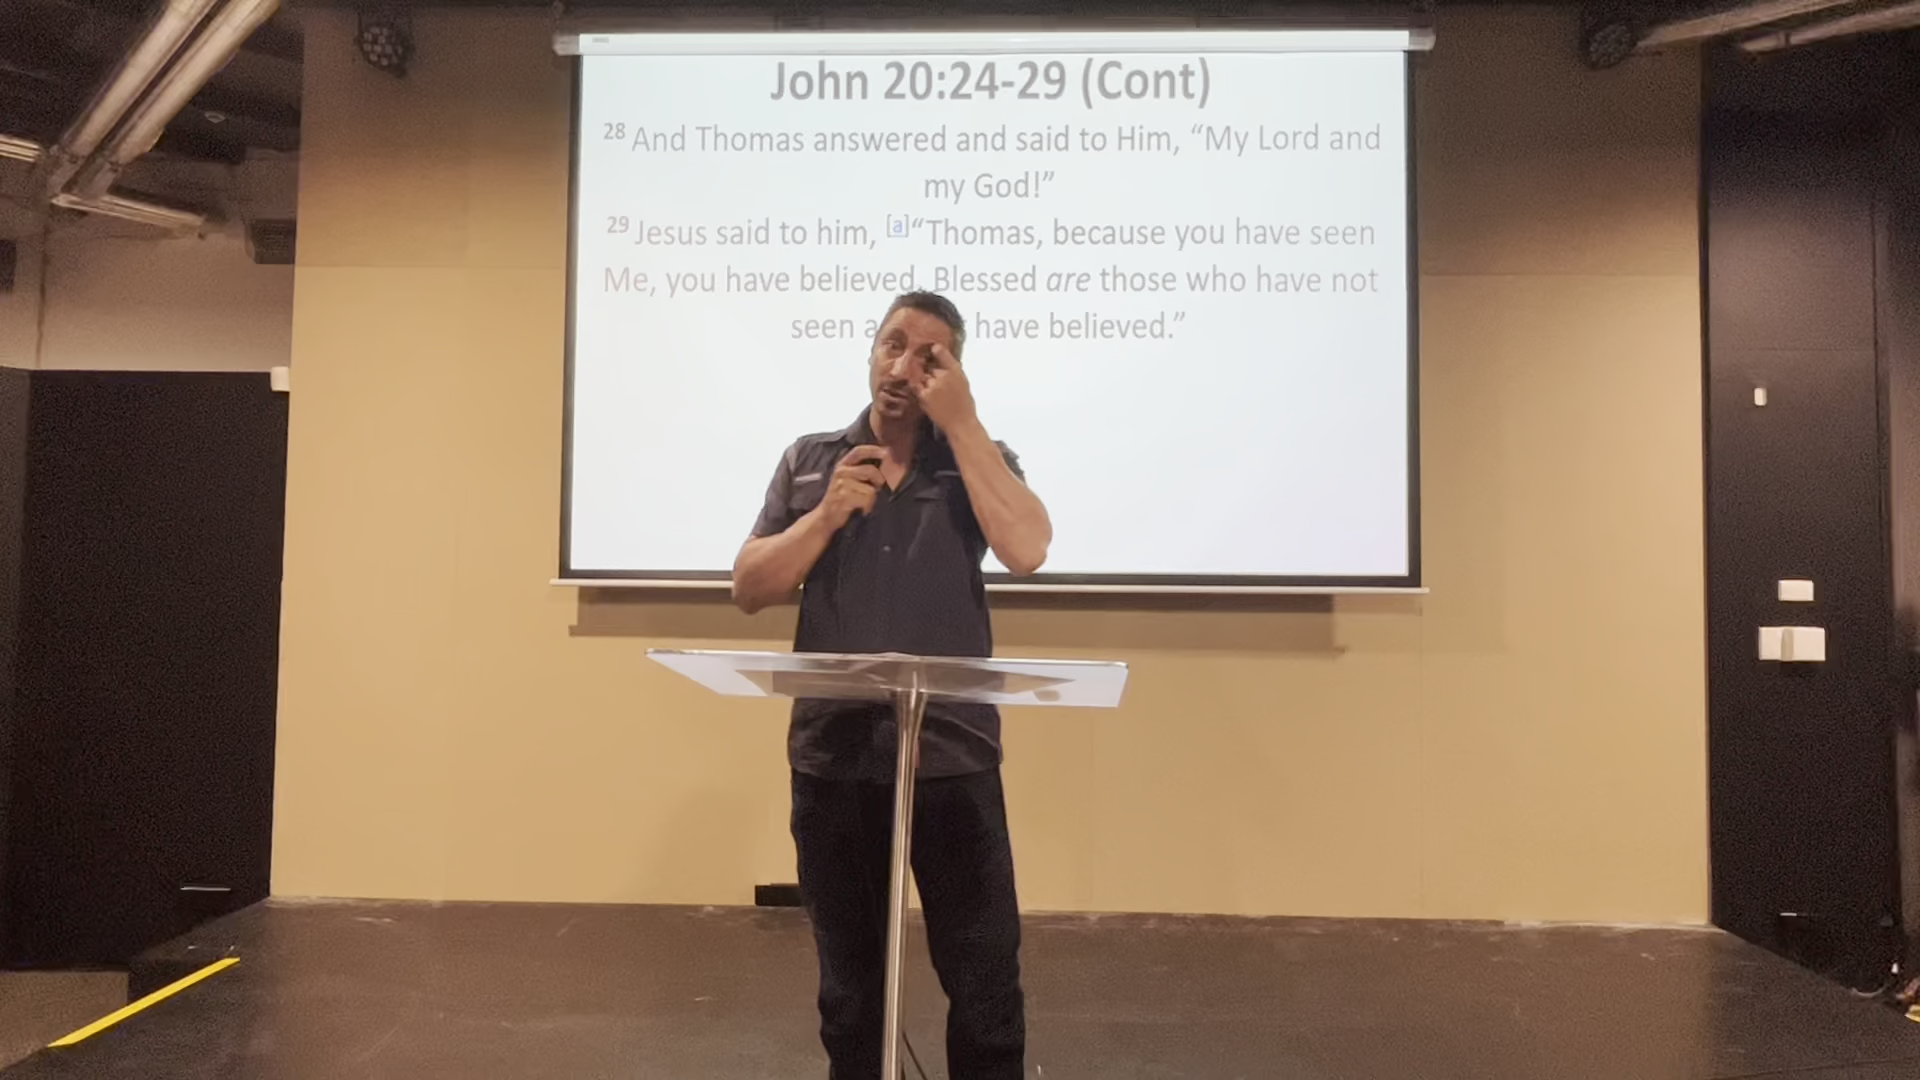 John 20:24-29 (Cont)
28 And Thomas answered and said to Him, “My Lord and
my God!”
29 Jesus said to him, [a]“Thomas, because you have seen
Me, you have believed. Blessed are those who have not
seen have believed.”